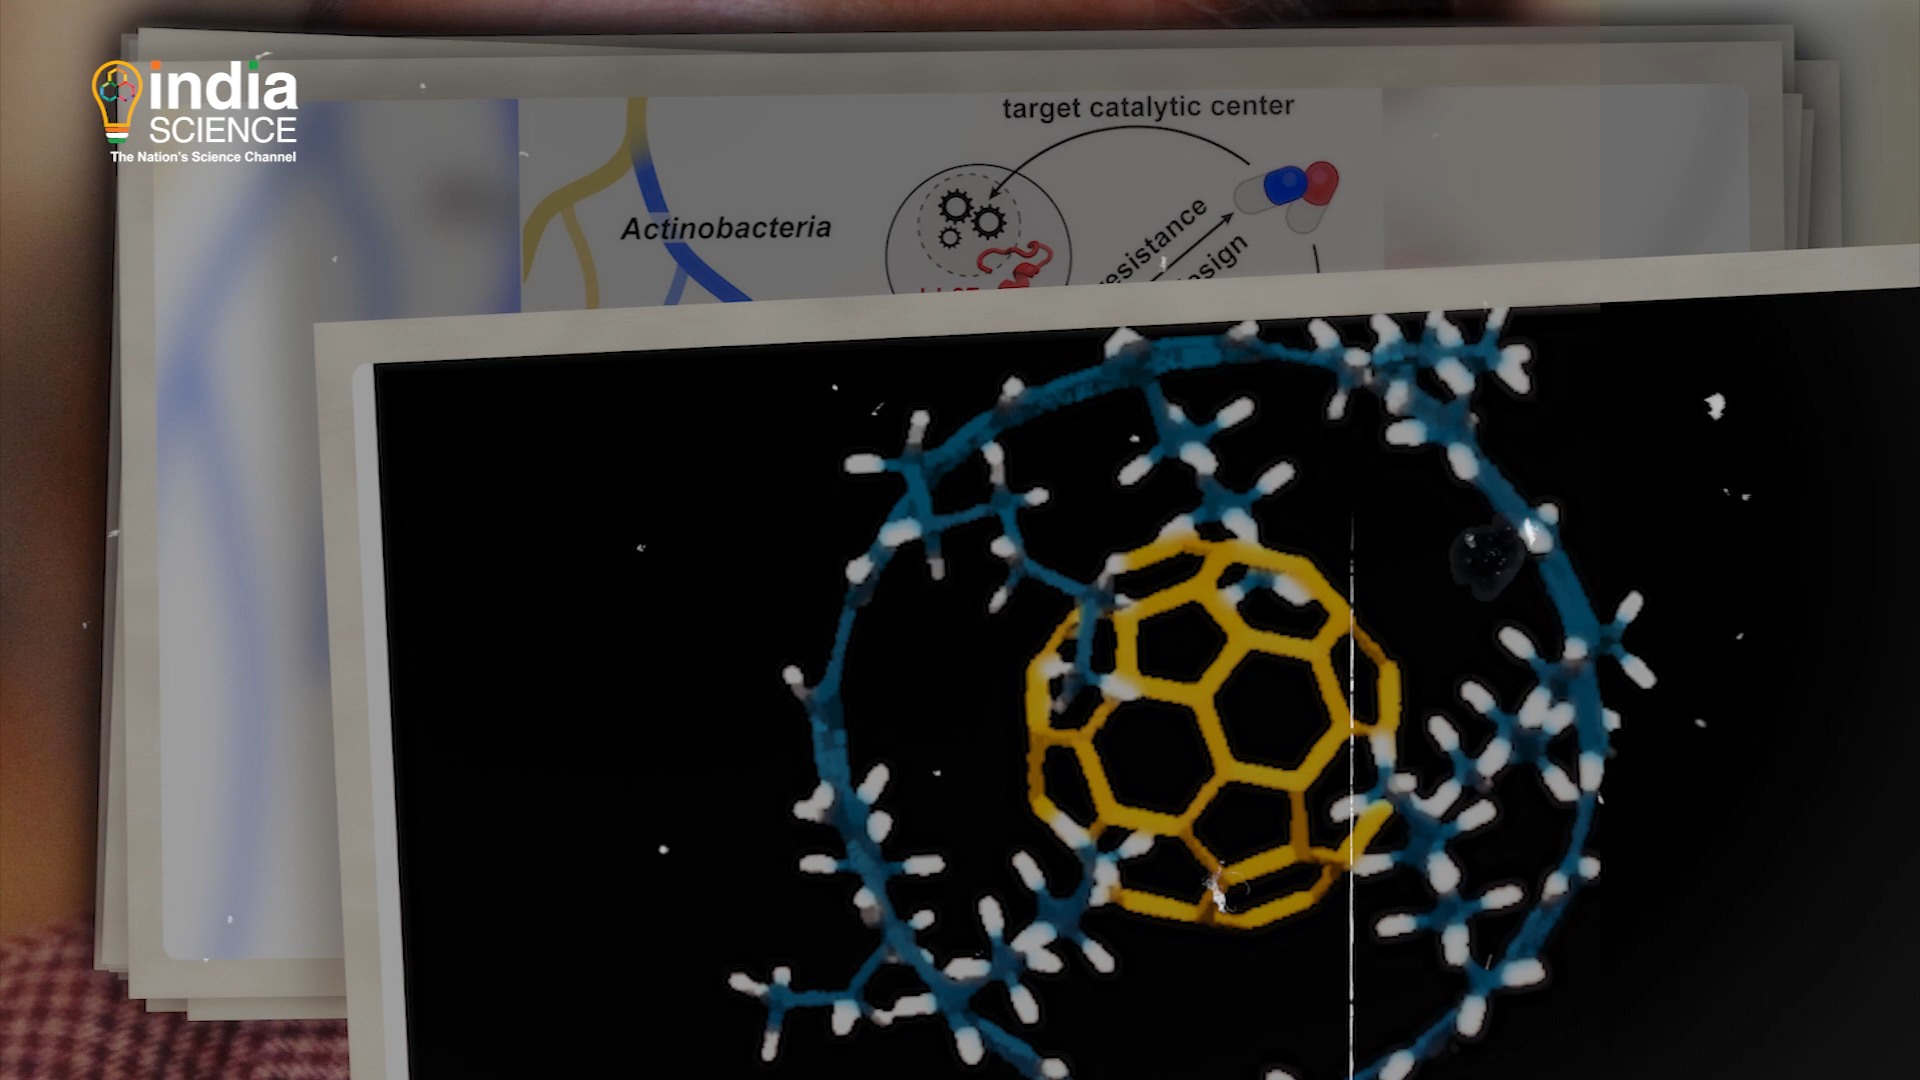 india
SCIENCE
The Nation's Science Channel
target catalytic center
Actinobacteria